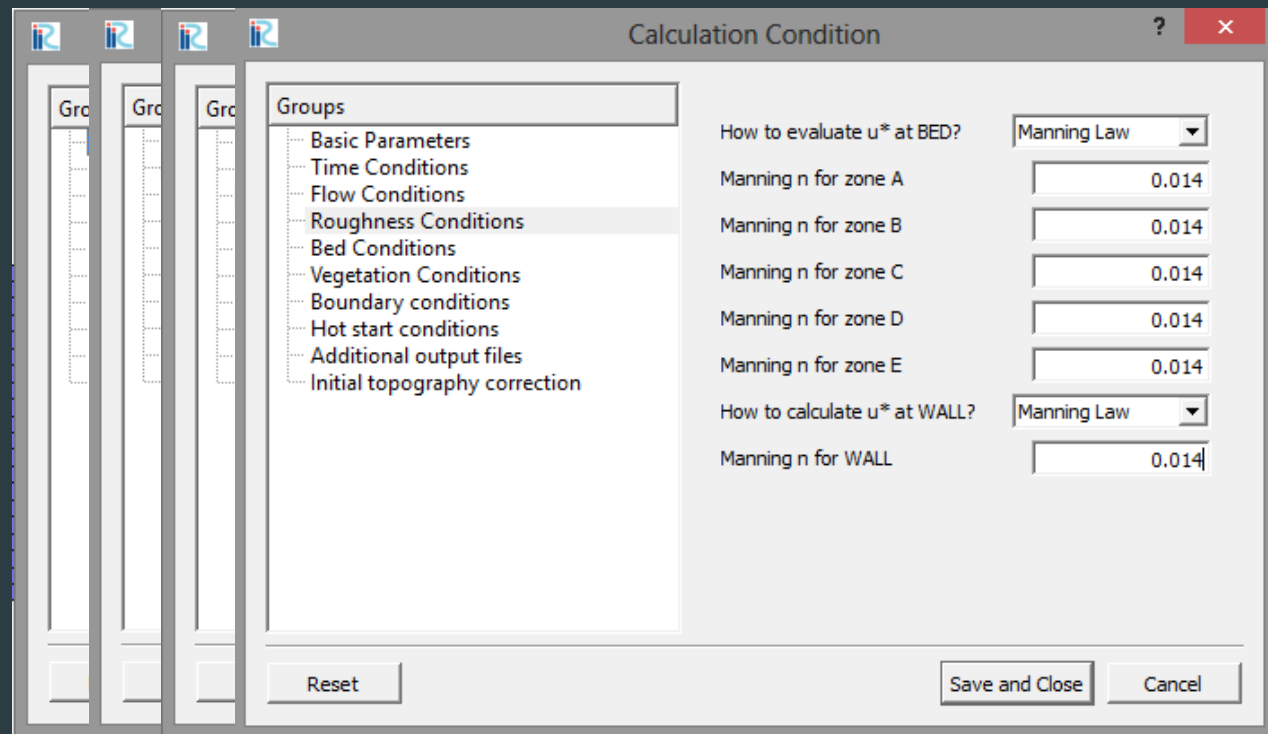 Calculation Condition
?
Gro
Gro
Gro
Groups
Basic Parameters
Time Conditions
Flow Conditions
Roughness Conditions
Bed Conditions
Vegetation Conditions
Boundary conditions
Hot start conditions
Additional output files
Initial topography correction
How to evaluate u* at BED? Manning Law
Manning n for zone A 0.014
Manning n for zone B 0.014
Manning n for zone C 0.014
Manning n for zone D 0.014
Manning n for zone E 0.014
How to calculate u* at WALL? Manning Law
Manning n for WALL 0.014
Reset
Save and Close
Cancel